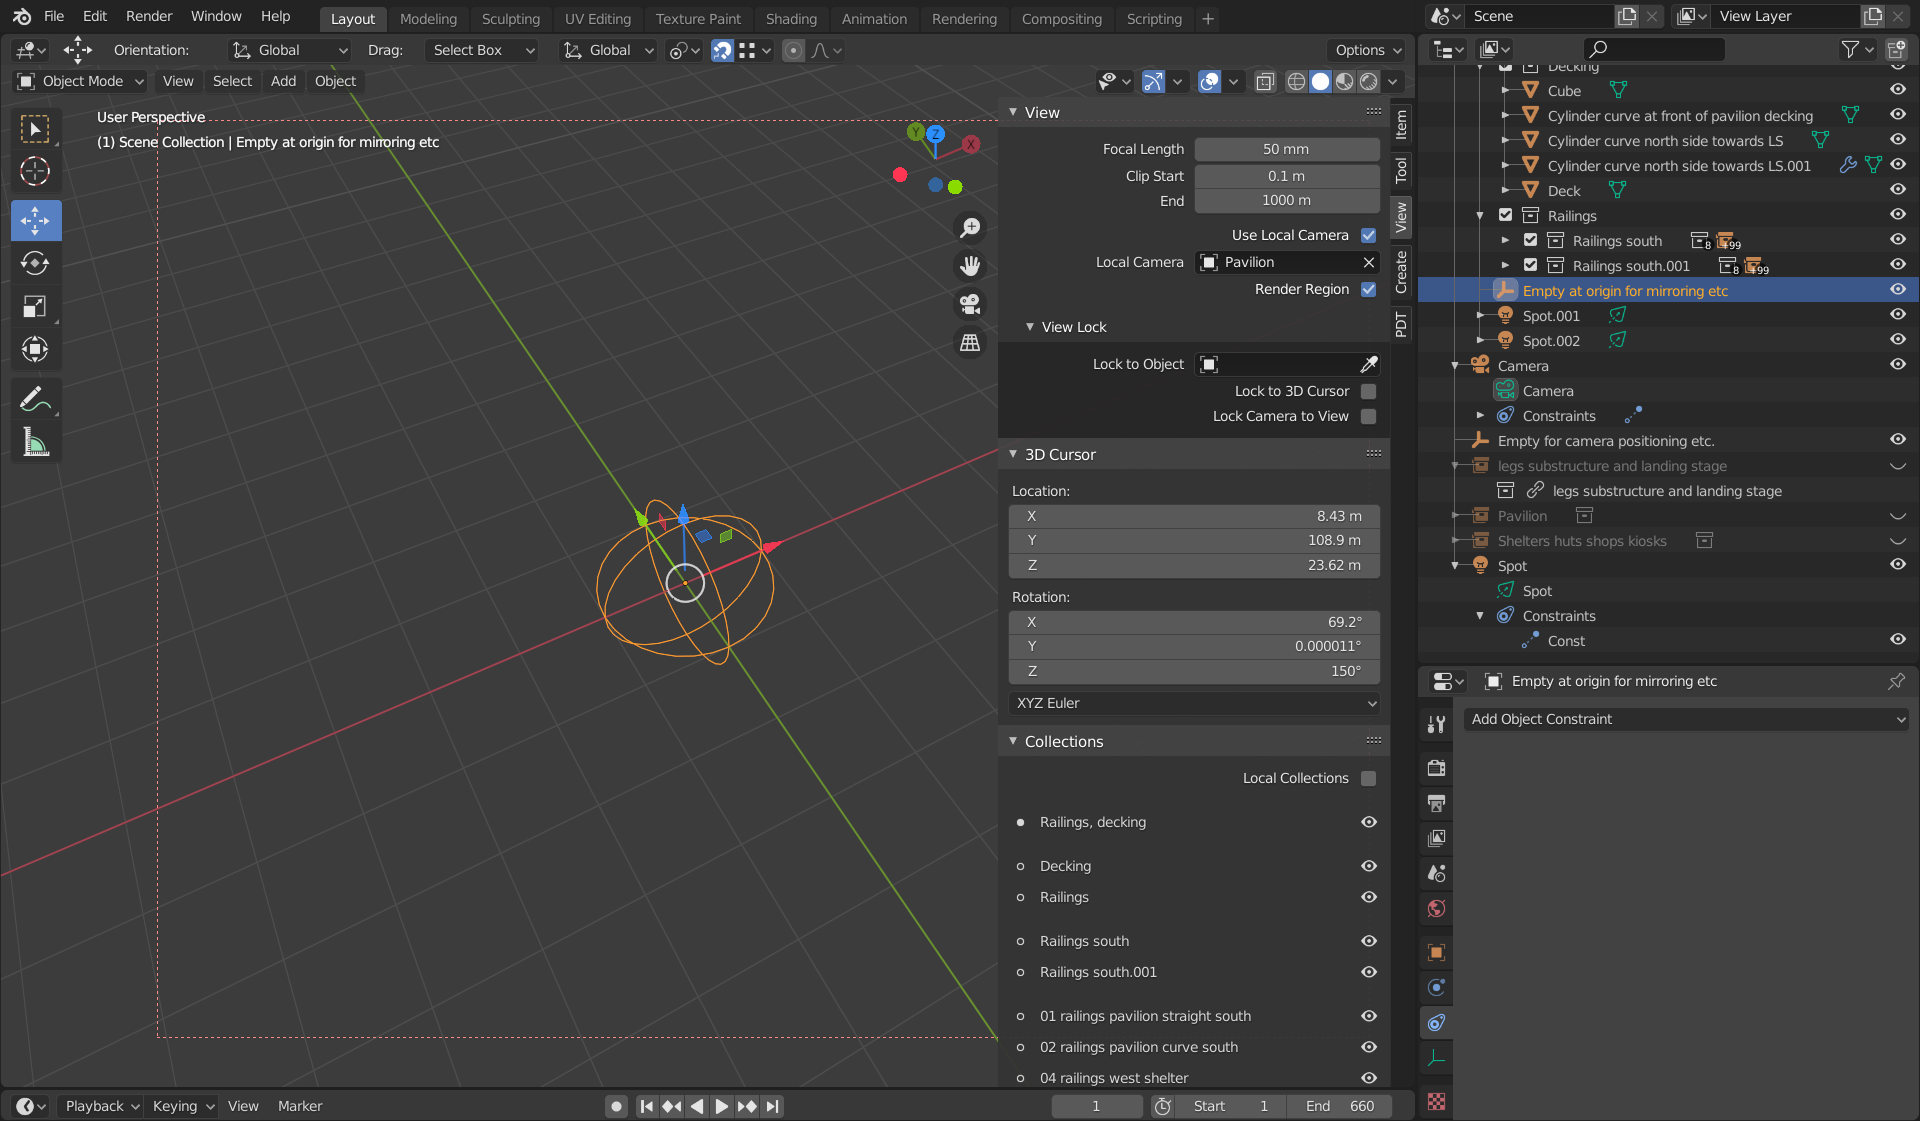 File Edit Render Window Help Layout Modeling Sculpting UV Editing Texture Paint Shading Animation Rendering Compositing Scripting + Scene View Layer
Orientation: Global Drag: Select Box Global Options
Object Mode View Select Add Object
User Perspective
(1) Scene Collection | Empty at origin for mirroring etc
Y Z X
View
Focal Length 50 mm
Clip Start 0.1 m
End 1000 m
Use Local Camera
Local Camera Pavilion
Render Region
View Lock
Lock to Object
Lock to 3D Cursor
Lock Camera to View
3D Cursor
Location:
X 8.43 m
Y 108.9 m
Z 23.62 m
Rotation:
X 69.2°
Y 0.000011°
Z 150°
XYZ Euler
Collections
Local Collections
Railings, decking
Decking
Railings
Railings south
Railings south.001
01 railings pavilion straight south
02 railings pavilion curve south
04 railings west shelter
Item
Tool
View
Create
PDT
Decking
Cube
Cylinder curve at front of pavilion decking
Cylinder curve north side towards LS
Cylinder curve north side towards LS.001
Deck
Railings
Railings south 8 +99
Railings south.001 8 +99
Empty at origin for mirroring etc
Spot.001
Spot.002
Camera
Camera
Constraints
Empty for camera positioning etc.
legs substructure and landing stage
legs substructure and landing stage
Pavilion
Shelters huts shops kiosks
Spot
Spot
Constraints
Const
Empty at origin for mirroring etc
Add Object Constraint
Playback Keying View Marker 1 Start 1 End 660